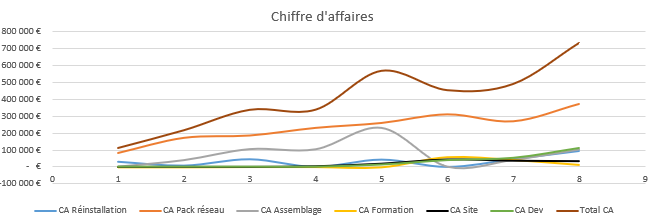 Chiffre d'affaires
800 000 €
700 000 €
600 000 €
500 000 €
400 000 €
300 000 €
200 000 €
100 000 €
- €
-100 000 €
0 1 2 3 4 5 6 7 8 9
CA Réinstallation CA Pack réseau CA Assemblage CA Formation CA Site CA Dev Total CA